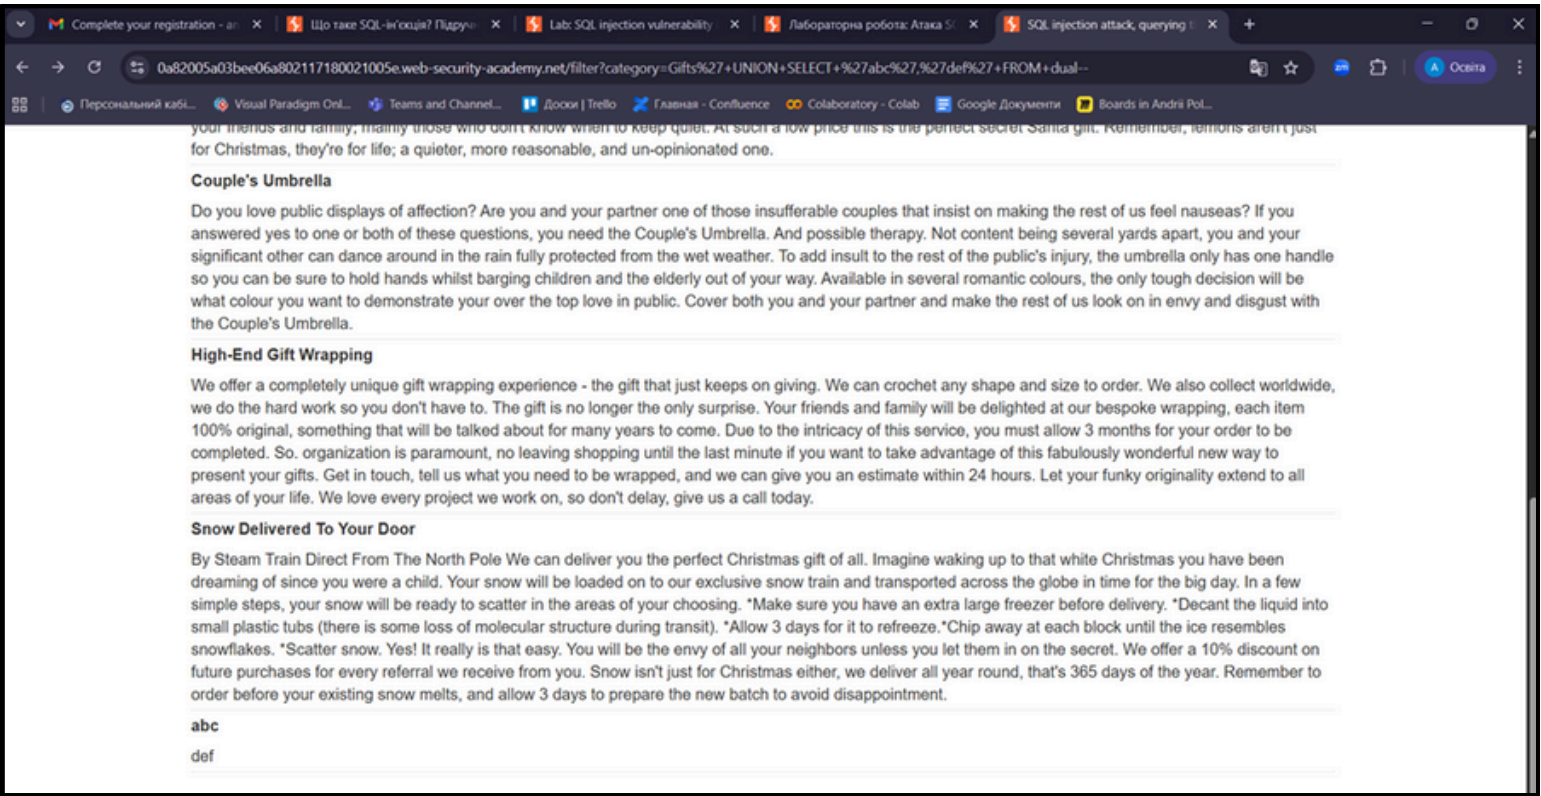 Complete your registration - an
Що таке SQL-ін'єкція? Підруч
Lab: SQL injection vulnerability
Лабораторна робота: Атака S
SQL injection attack, querying t
0a82005a03bee06a802117180021005e.web-security-academy.net/filter?category=Gifts%27+UNION+SELECT+%27abc%27,%27def%27+FROM+dual--
zm
A Освіта
Персональний кабі...
Visual Paradigm Onl...
Teams and Channel...
Доски | Trello
Главная - Confluence
Colaboratory - Colab
Google Документи
Boards in Andrii Pol...
your friends and family; mainly those who don't know when to keep quiet. At such a low price this is the perfect secret Santa gift. Remember, lemons aren't just
for Christmas, they're for life; a quieter, more reasonable, and un-opinionated one.
Couple's Umbrella
Do you love public displays of affection? Are you and your partner one of those insufferable couples that insist on making the rest of us feel nauseas? If you
answered yes to one or both of these questions, you need the Couple's Umbrella. And possible therapy. Not content being several yards apart, you and your
significant other can dance around in the rain fully protected from the wet weather. To add insult to the rest of the public's injury, the umbrella only has one handle
so you can be sure to hold hands whilst barging children and the elderly out of your way. Available in several romantic colours, the only tough decision will be
what colour you want to demonstrate your over the top love in public. Cover both you and your partner and make the rest of us look on in envy and disgust with
the Couple's Umbrella.
High-End Gift Wrapping
We offer a completely unique gift wrapping experience - the gift that just keeps on giving. We can crochet any shape and size to order. We also collect worldwide,
we do the hard work so you don't have to. The gift is no longer the only surprise. Your friends and family will be delighted at our bespoke wrapping, each item
100% original, something that will be talked about for many years to come. Due to the intricacy of this service, you must allow 3 months for your order to be
completed. So. organization is paramount, no leaving shopping until the last minute if you want to take advantage of this fabulously wonderful new way to
present your gifts. Get in touch, tell us what you need to be wrapped, and we can give you an estimate within 24 hours. Let your funky originality extend to all
areas of your life. We love every project we work on, so don't delay, give us a call today.
Snow Delivered To Your Door
By Steam Train Direct From The North Pole We can deliver you the perfect Christmas gift of all. Imagine waking up to that white Christmas you have been
dreaming of since you were a child. Your snow will be loaded on to our exclusive snow train and transported across the globe in time for the big day. In a few
simple steps, your snow will be ready to scatter in the areas of your choosing. *Make sure you have an extra large freezer before delivery. *Decant the liquid into
small plastic tubs (there is some loss of molecular structure during transit). *Allow 3 days for it to refreeze.*Chip away at each block until the ice resembles
snowflakes. *Scatter snow. Yes! It really is that easy. You will be the envy of all your neighbors unless you let them in on the secret. We offer a 10% discount on
future purchases for every referral we receive from you. Snow isn't just for Christmas either, we deliver all year round, that's 365 days of the year. Remember to
order before your existing snow melts, and allow 3 days to prepare the new batch to avoid disappointment.
abc
def